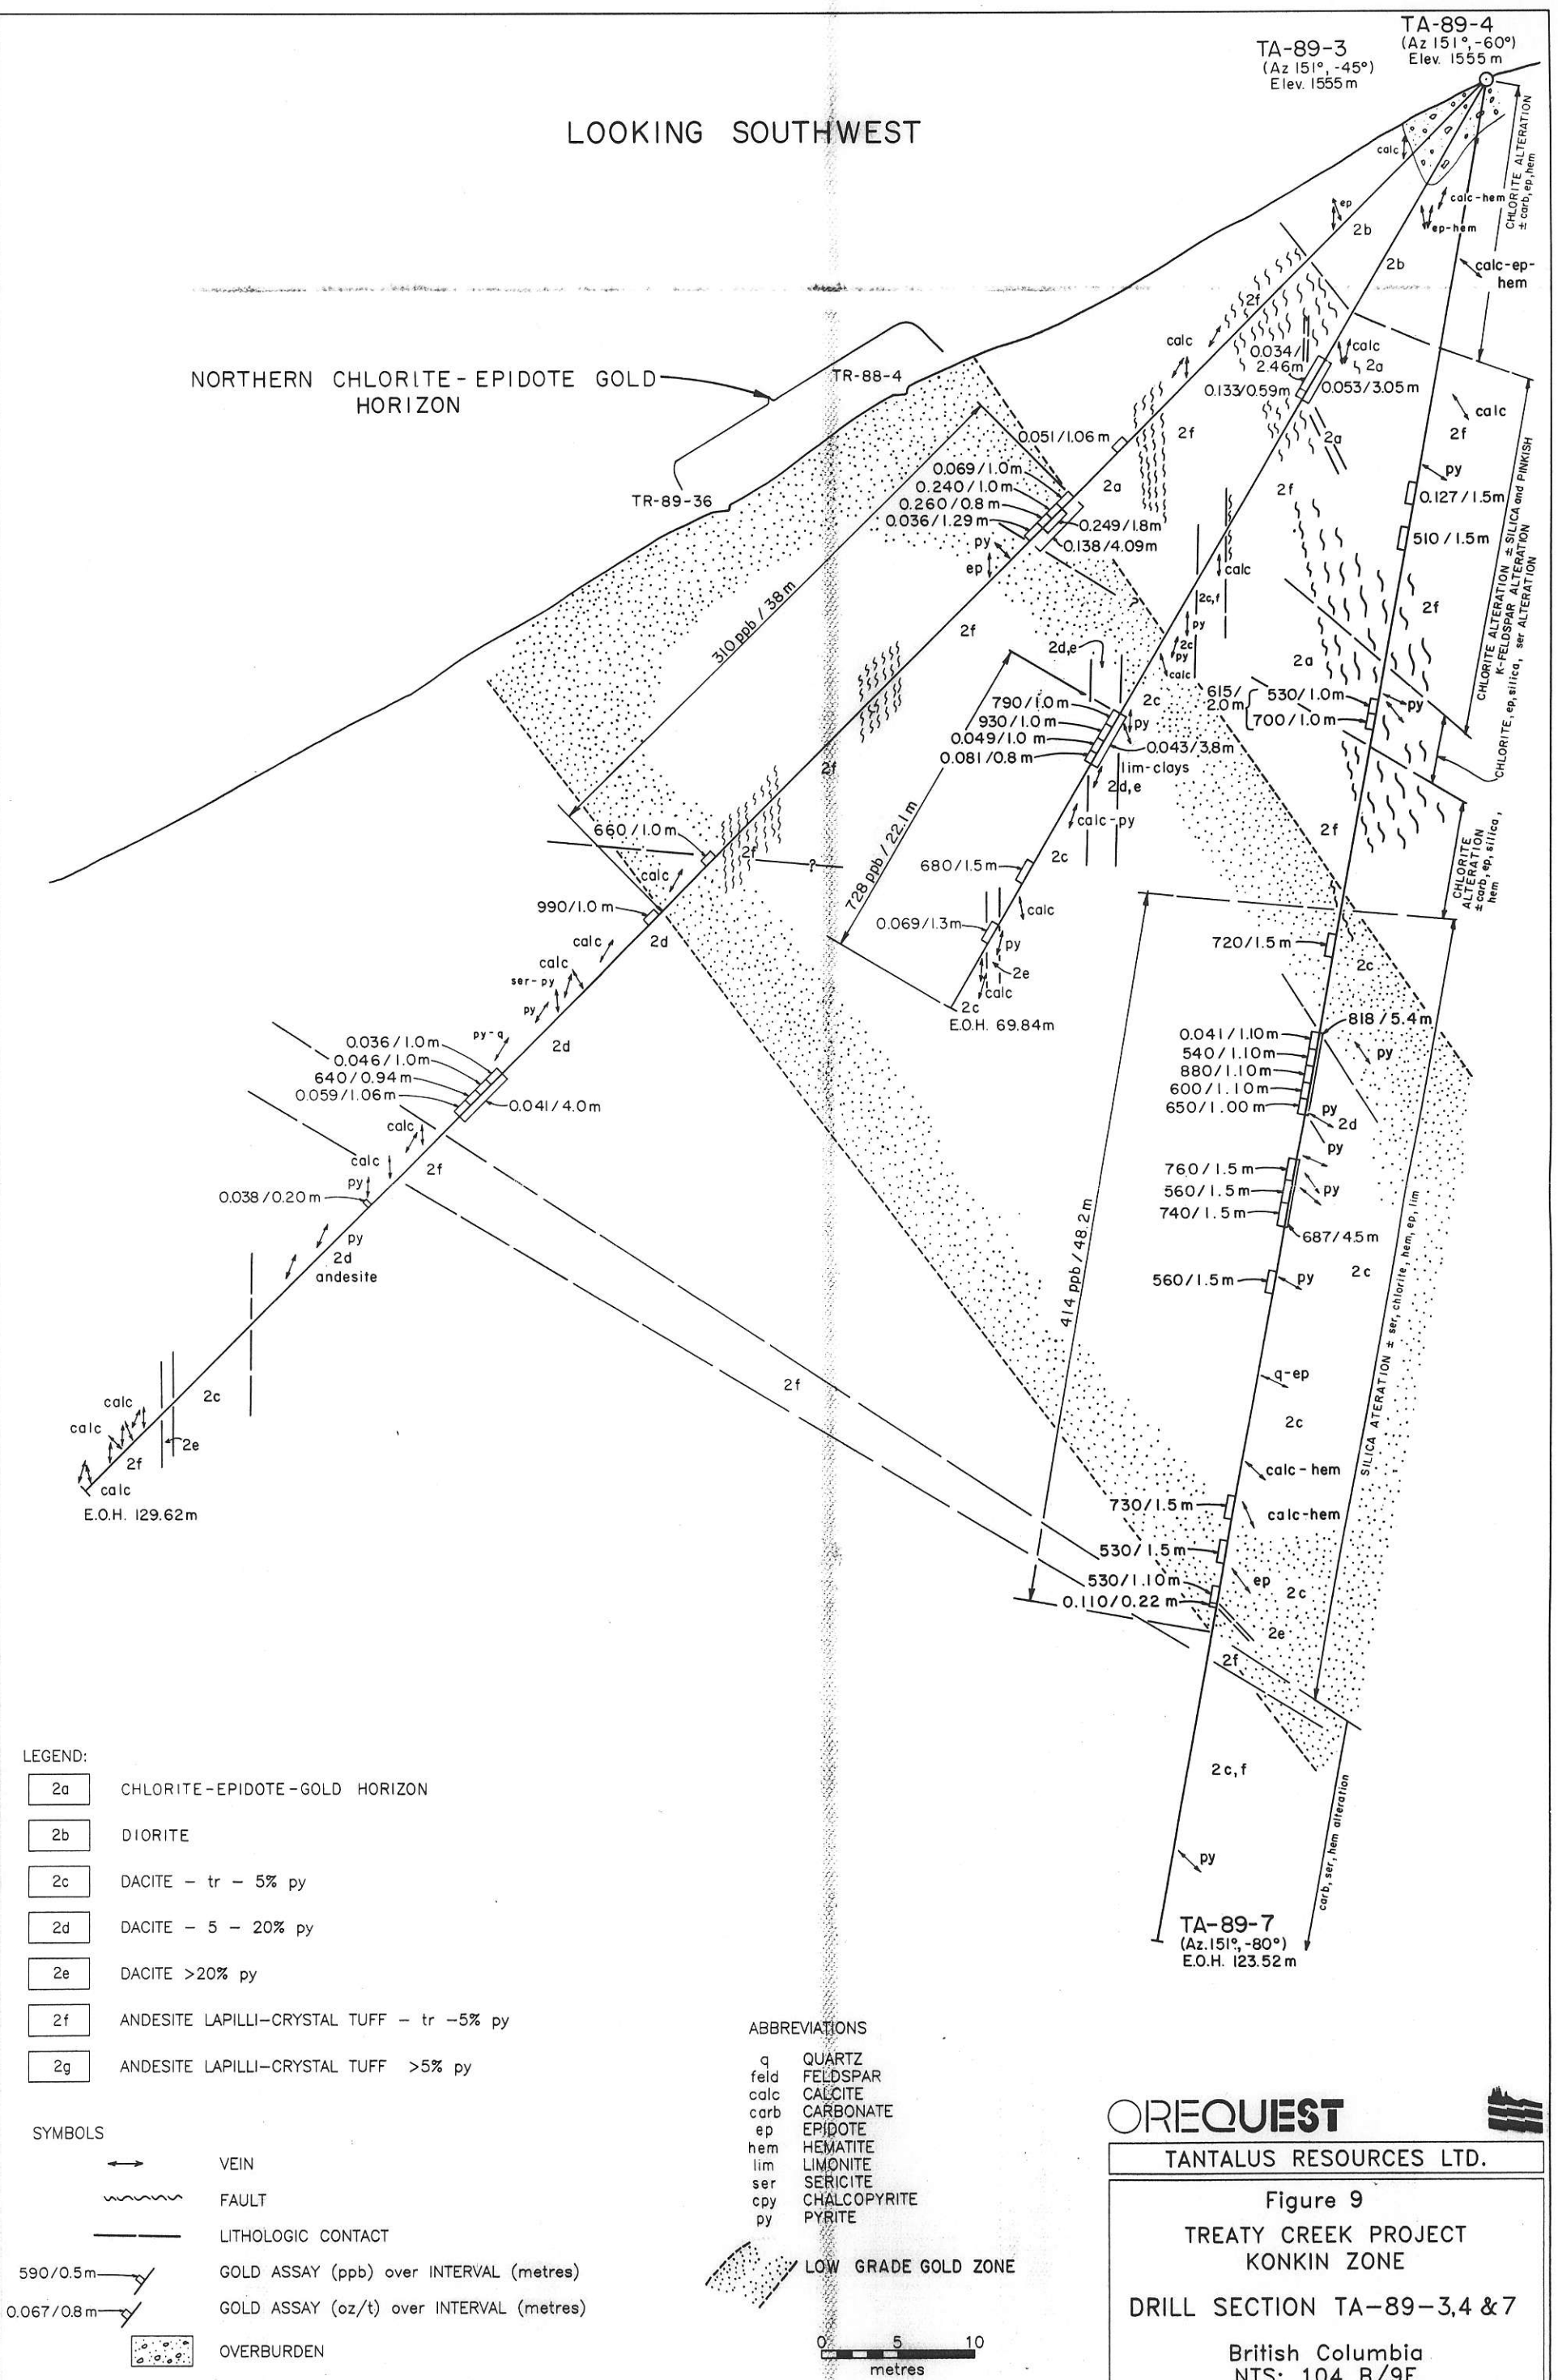 TA-89-4
(Az 151°,-60°)
Elev. 1555m
TA-89-3
(Az 151°, -45°)
Elev. 1555m
LOOKING SOUTHWEST
calc
CHLORITE ALTERATION
± carb, ep, hem
calc-hem
ep
ep-hem
2b
2b
calc-ep-
hem
2f
calc
0.034/
2.46m
calc
2a
0.133/0.59m
0.053/3.05m
NORTHERN CHLORITE-EPIDOTE GOLD
HORIZON
TR-88-4
calc
2f
0.051/1.06m
2f
2a
py
0.069/1.0m
2a
0.240/1.0m
2f
0.127/1.5m
TR-89-36
0.260/0.8m
0.036/1.29m
0.249/1.8m
510/1.5m
py
0.138/4.09m
ep
calc
CHLORITE ALTERATION ± SILICA and PINKISH
K-FELDSPAR ALTERATION
CHLORITE, ep, silica, ser ALTERATION
310 ppb / 38m
?
2c,f
2f
2f
py
2d,e
2c
py
2a
calc
615/
2.0m
530/1.0m
790/1.0m
2c
py
930/1.0m
py
700/1.0m
0.049/1.0m
0.043/3.8m
0.081/0.8m
lim-clays
2f
2d,e
728 ppb / 22.1m
calc-py
660/1.0m
2f
2f
?
2c
CHLORITE
ALTERATION
± carb, ep, silica,
hem
680/1.5m
calc
990/1.0m
calc
0.069/1.3m
2d
calc
py
720/1.5m
2c
calc
2e
ser-py
calc
py
2c
E.O.H. 69.84m
818/5.4m
py-q
0.041/1.10m
0.036/1.0m
2d
540/1.10m
py
0.046/1.0m
880/1.10m
640/0.94m
600/1.10m
0.059/1.06m
0.041/4.0m
650/1.00m
py
2d
calc
py
calc
2f
760/1.5m
py
py
0.038/0.20m
560/1.5m
740/1.5m
414 ppb / 48.2m
687/4.5m
py
2d
andesite
560/1.5m
py
2c
SILICA ATERATION ± ser, chlorite, hem, ep, lim
q-ep
2f
2c
calc
2c
calc
2e
2f
calc-hem
calc
730/1.5m
calc-hem
E.O.H. 129.62m
530/1.5m
530/1.10m
ep
2c
0.110/0.22m
2e
2f
2c,f
carb, ser, hem alteration
py
TA-89-7
(Az.151°,-80°)
E.O.H. 123.52m
LEGEND:
2a CHLORITE-EPIDOTE-GOLD HORIZON
2b DIORITE
2c DACITE - tr - 5% py
2d DACITE - 5 - 20% py
2e DACITE >20% py
2f ANDESITE LAPILLI-CRYSTAL TUFF - tr -5% py
2g ANDESITE LAPILLI-CRYSTAL TUFF >5% py
SYMBOLS
VEIN
FAULT
LITHOLOGIC CONTACT
590/0.5m GOLD ASSAY (ppb) over INTERVAL (metres)
0.067/0.8m GOLD ASSAY (oz/t) over INTERVAL (metres)
OVERBURDEN
ABBREVIATIONS
q QUARTZ
feld FELDSPAR
calc CALCITE
carb CARBONATE
ep EPIDOTE
hem HEMATITE
lim LIMONITE
ser SERICITE
cpy CHALCOPYRITE
py PYRITE
LOW GRADE GOLD ZONE
0 5 10
metres
OREQUEST
TANTALUS RESOURCES LTD.
Figure 9
TREATY CREEK PROJECT
KONKIN ZONE
DRILL SECTION TA-89-3,4 & 7
British Columbia
NTS: 104 B/9E